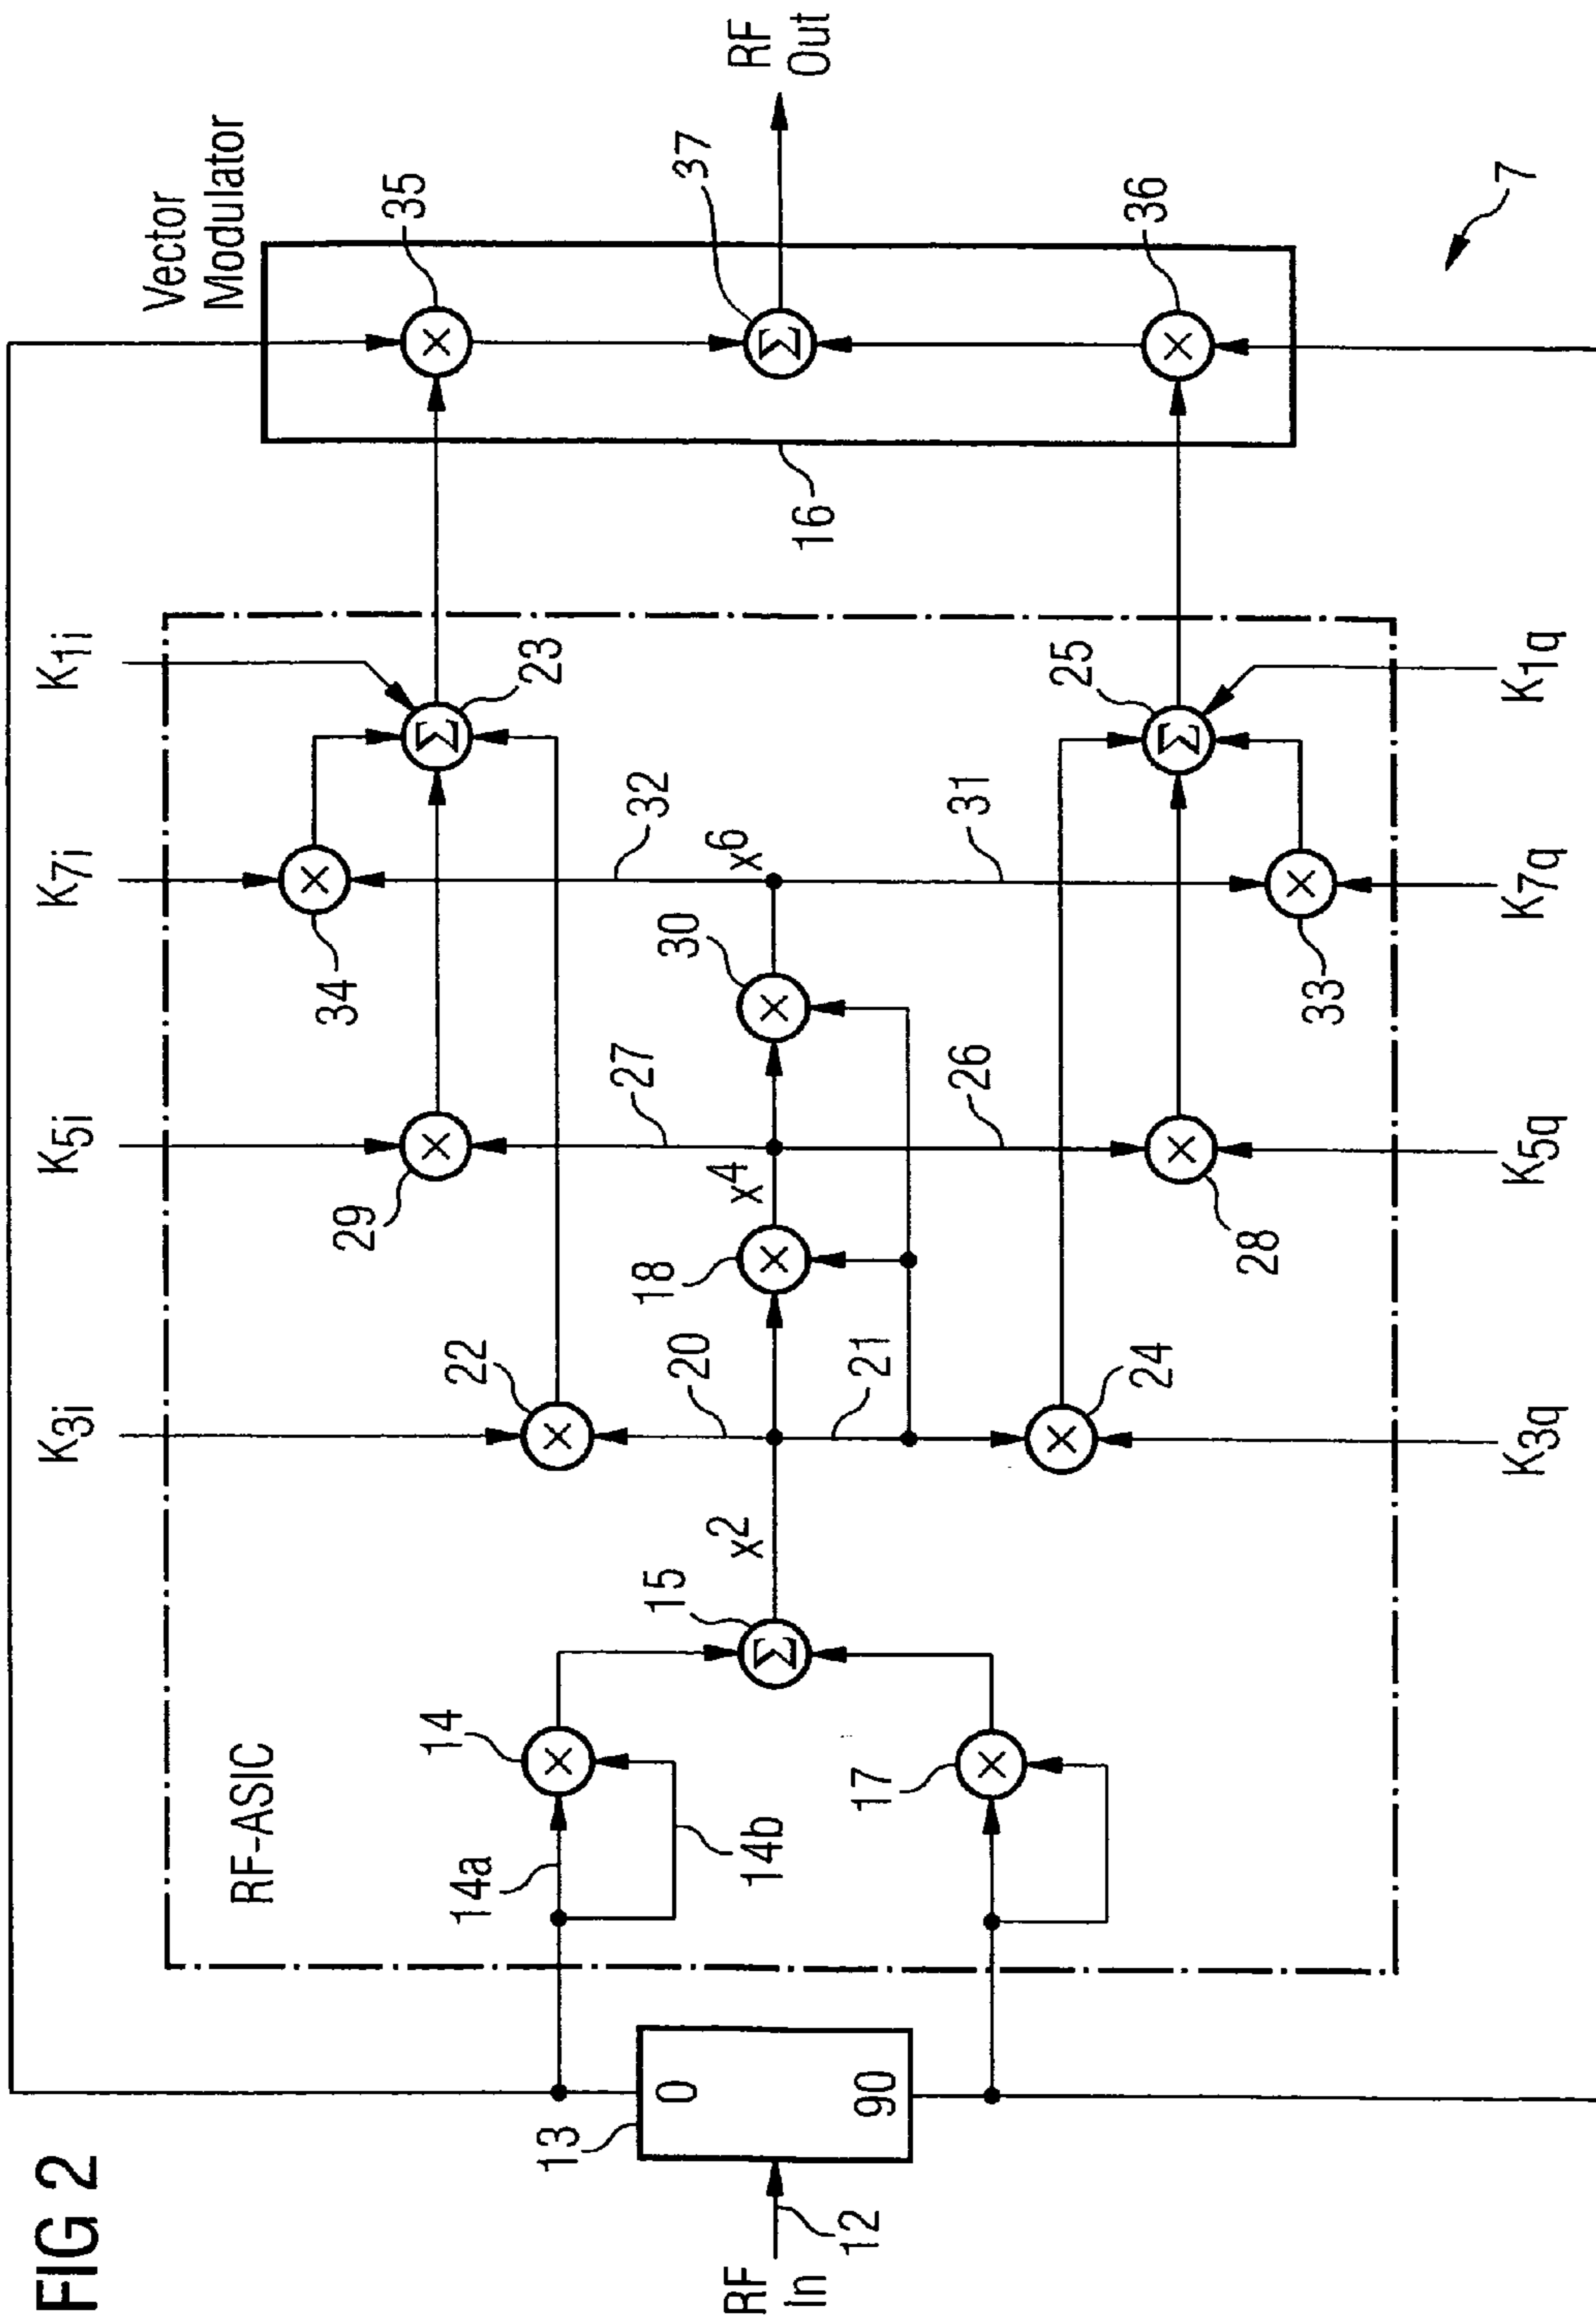 FIG 2
Vector
Modulator
RF
Out
RF
In
RF-ASIC
K3i
K5i
K7i
K1i
K3q
K5q
K7q
K1q
0
90
x2
x4
x6
7
12
13
14
14a
14b
15
16
17
18
20
21
22
23
24
25
26
27
28
29
30
31
32
33
34
35
36
37
Σ
Σ
Σ
Σ
×
×
×
×
×
×
×
×
×
×
×
×